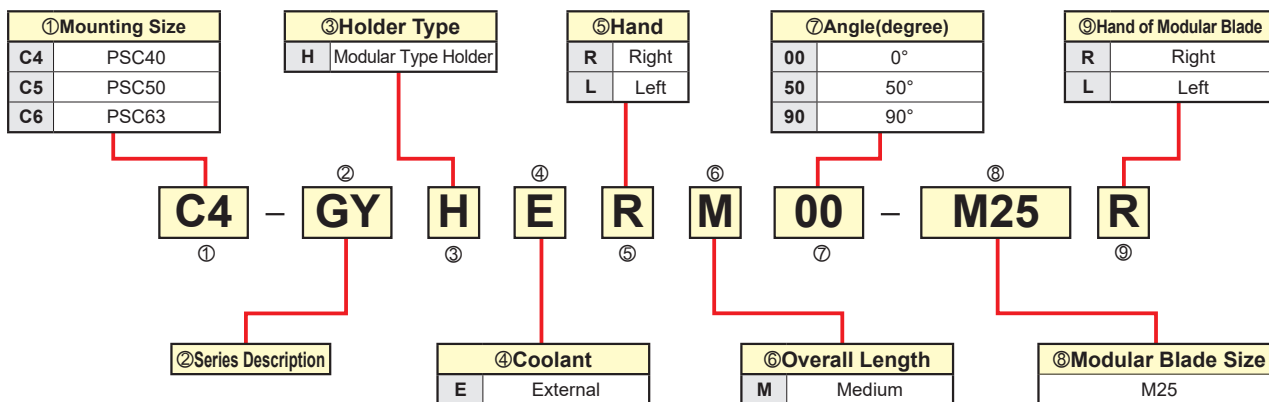 ①Mounting Size
C4 PSC40
C5 PSC50
C6 PSC63
③Holder Type
H Modular Type Holder
⑤Hand
R Right
L Left
⑦Angle(degree)
00 0°
50 50°
90 90°
⑨Hand of Modular Blade
R Right
L Left
② ④ ⑥ ⑧
C4 – GY H E R M 00 – M25 R
① ③ ⑤ ⑦ ⑨
②Series Description
④Coolant
E External
⑥Overall Length
M Medium
⑧Modular Blade Size
M25